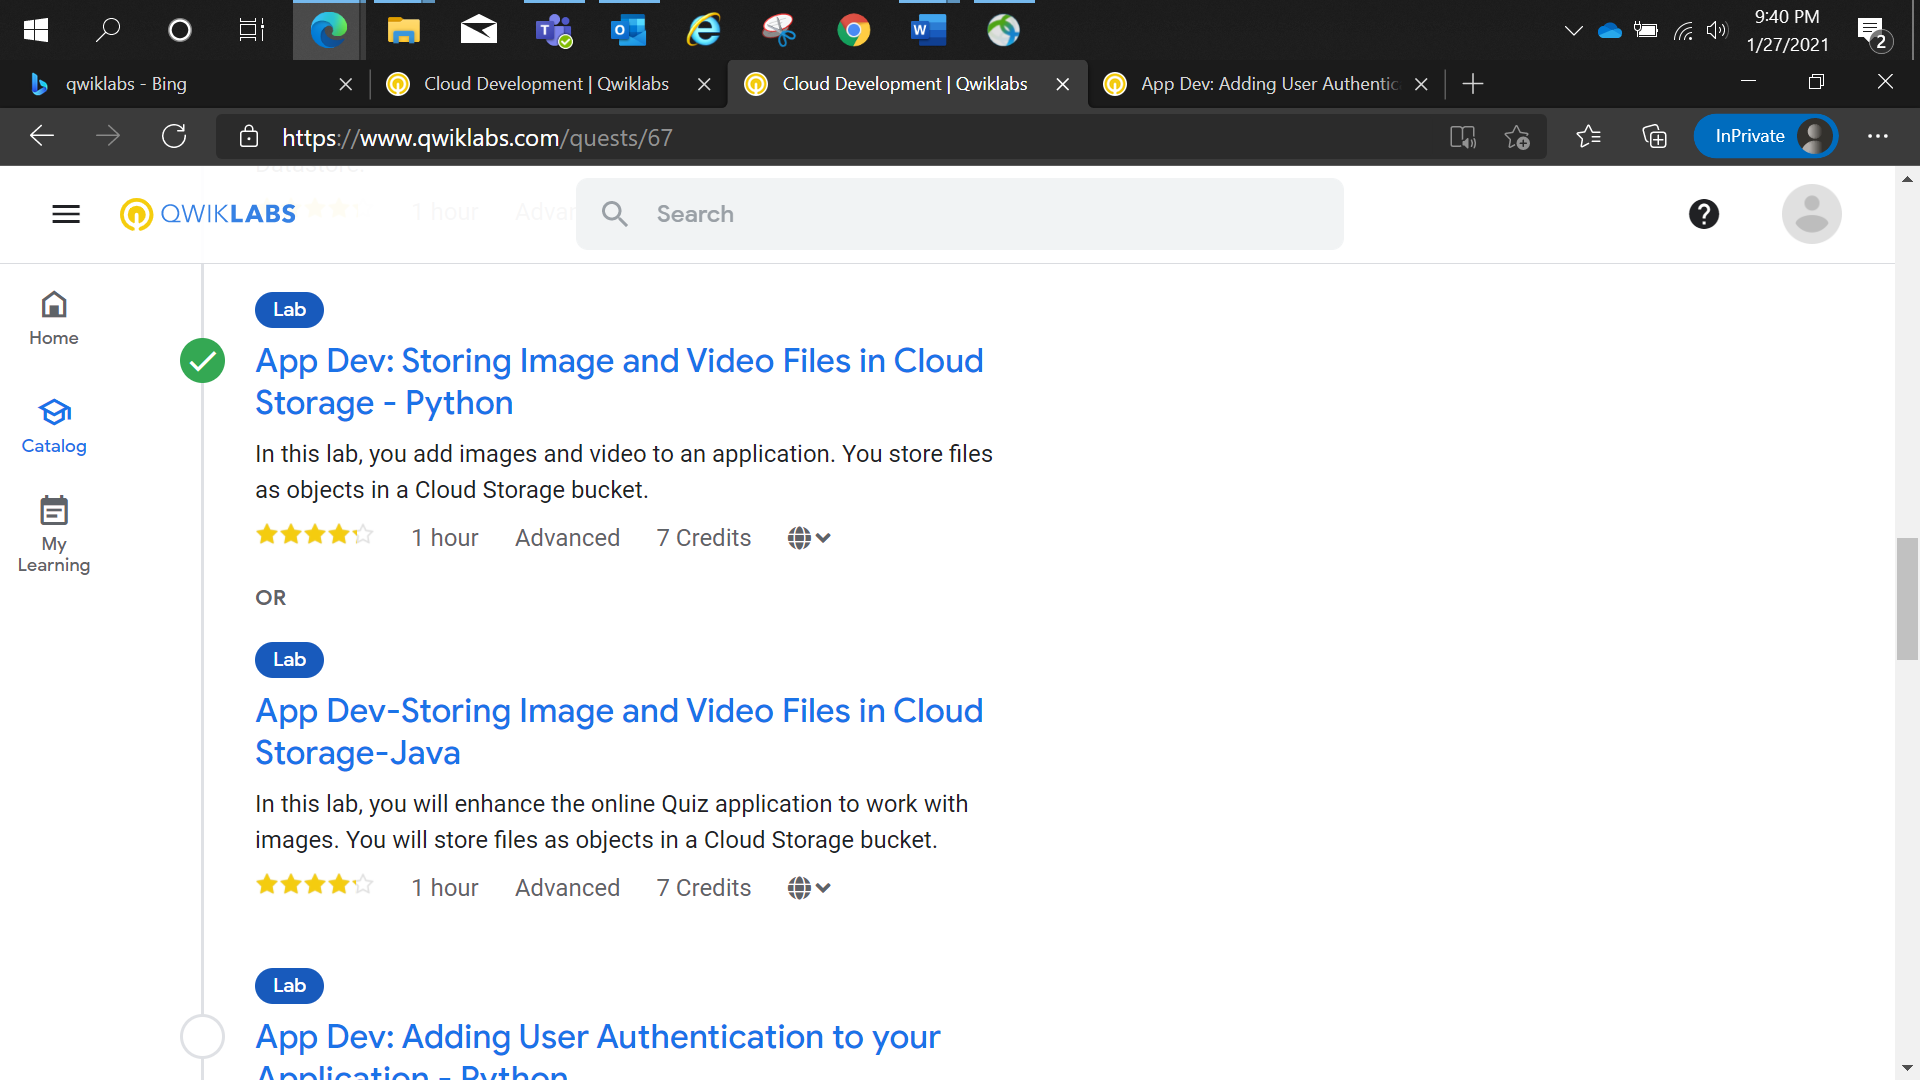 9:40 PM
1/27/2021
2
qwiklabs - Bing
Cloud Development | Qwiklabs
Cloud Development | Qwiklabs
App Dev: Adding User Authentic
https://www.qwiklabs.com/quests/67
InPrivate
Datastore.
1 hour Advan
QWIKLABS
Search
Home
Catalog
My
Learning
Lab
App Dev: Storing Image and Video Files in Cloud
Storage - Python
In this lab, you add images and video to an application. You store files
as objects in a Cloud Storage bucket.
1 hour Advanced 7 Credits
OR
Lab
App Dev-Storing Image and Video Files in Cloud
Storage-Java
In this lab, you will enhance the online Quiz application to work with
images. You will store files as objects in a Cloud Storage bucket.
1 hour Advanced 7 Credits
Lab
App Dev: Adding User Authentication to your
Application - Python